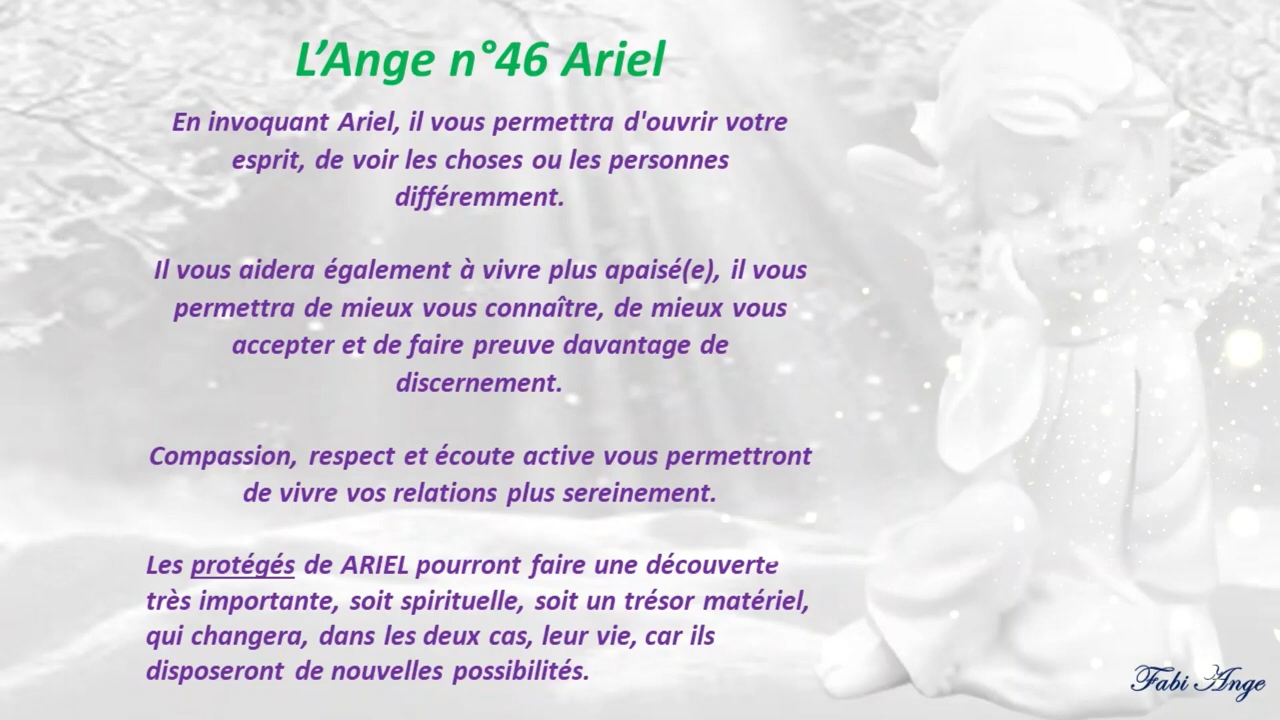 L’Ange n°46 Ariel
En invoquant Ariel, il vous permettra d'ouvrir votre
esprit, de voir les choses ou les personnes
différemment.
Il vous aidera également à vivre plus apaisé(e), il vous
permettra de mieux vous connaître, de mieux vous
accepter et de faire preuve davantage de
discernement.
Compassion, respect et écoute active vous permettront
de vivre vos relations plus sereinement.
Les protégés de ARIEL pourront faire une découverte
très importante, soit spirituelle, soit un trésor matériel,
qui changera, dans les deux cas, leur vie, car ils
disposeront de nouvelles possibilités.
Fabi Ange